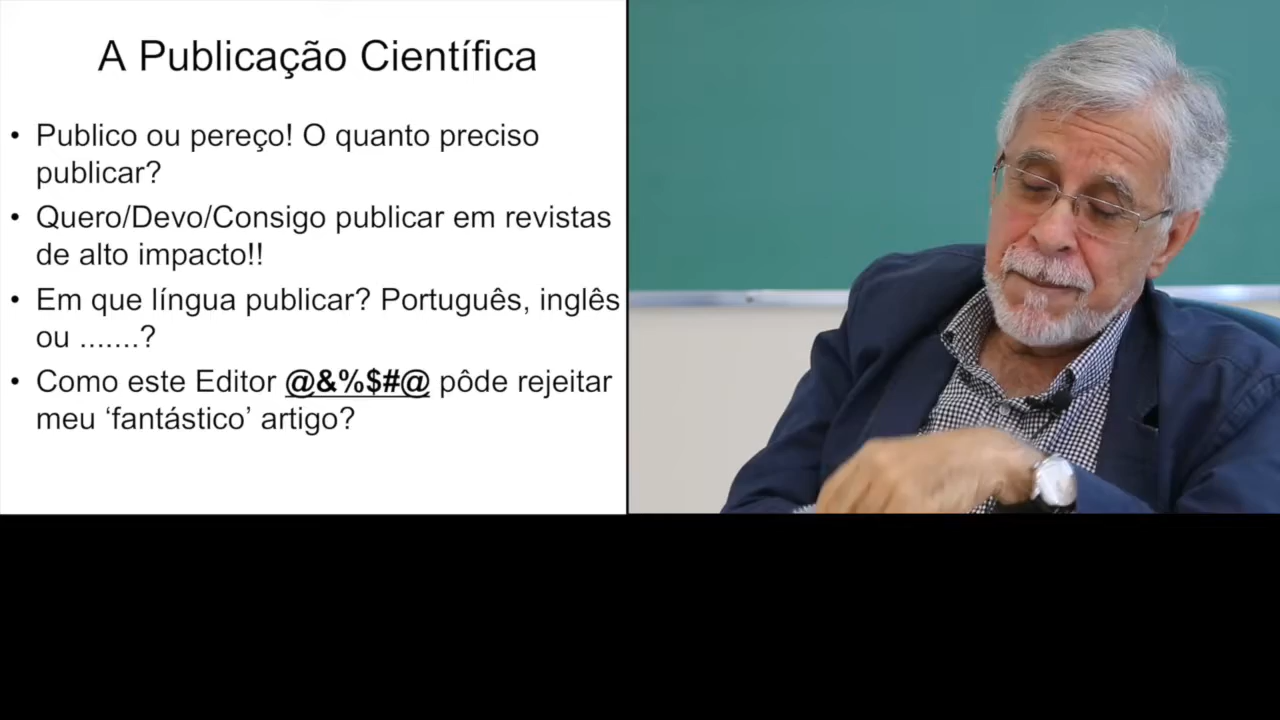 A Publicação Científica
• Publico ou pereço! O quanto preciso
publicar?
• Quero/Devo/Consigo publicar em revistas
de alto impacto!!
• Em que língua publicar? Português, inglês
ou .......?
• Como este Editor @&%$#@ pôde rejeitar
meu ‘fantástico’ artigo?